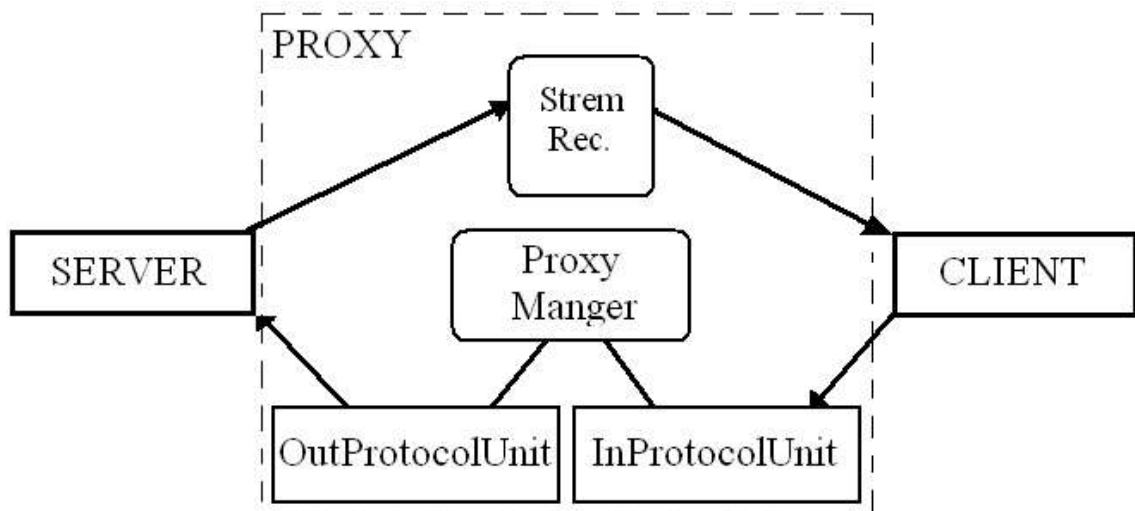 PROXY
Strem
Rec.
SERVER
Proxy
Manger
CLIENT
OutProtocolUnit
InProtocolUnit